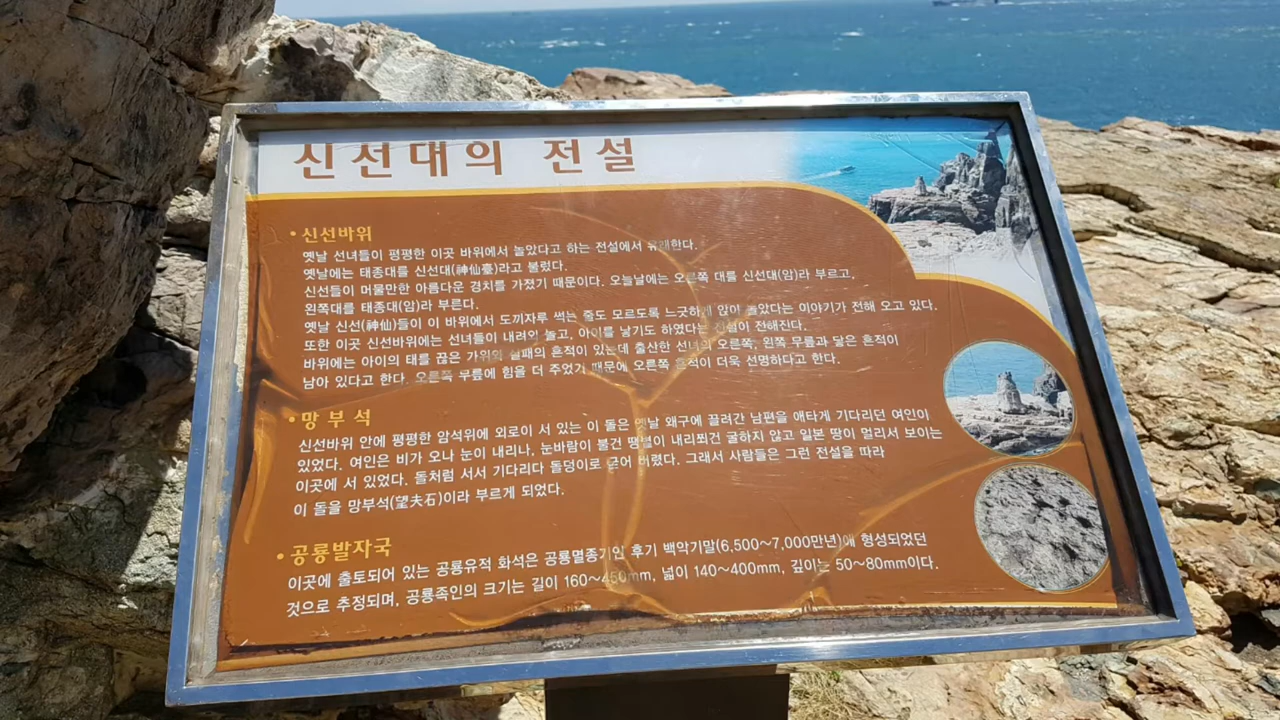 신선대의 전설
• 신선바위
옛날 선녀들이 평평한 이곳 바위에서 놀았다고 하는 전설에서 유래한다.
옛날에는 태종대를 신선대(神仙臺)라고 불렀다.
신선들이 머물만한 아름다운 경치를 가졌기 때문이다. 오늘날에는 오른쪽 대를 신선대(암)라 부르고,
왼쪽대를 태종대(암)라 부른다.
옛날 신선(神仙)들이 이 바위에서 도끼자루 썩는 줄도 모르도록 느긋하게 앉아 놀았다는 이야기가 전해 오고 있다.
또한 이곳 신선바위에는 선녀들이 내려와 놀고, 아이를 낳기도 하였다는 전설이 전해진다.
바위에는 아이의 태를 끊은 가위와 실패의 흔적이 있는데 출산한 선녀의 오른쪽, 왼쪽 무릎과 닿은 흔적이
남아 있다고 한다. 오른쪽 무릎에 힘을 더 주었기 때문에 오른쪽 흔적이 더욱 선명하다고 한다.
• 망부석
신선바위 안에 평평한 암석위에 외로이 서 있는 이 돌은 옛날 왜구에 끌려간 남편을 애타게 기다리던 여인이
있었다. 여인은 비가 오나 눈이 내리나, 눈바람이 불건 땡볕이 내리쬐건 굴하지 않고 일본 땅이 멀리서 보이는
이곳에 서 있었다. 돌처럼 서서 기다리다 돌덩이로 굳어 버렸다. 그래서 사람들은 그런 전설을 따라
이 돌을 망부석(望夫石)이라 부르게 되었다.
• 공룡발자국
이곳에 출토되어 있는 공룡유적 화석은 공룡멸종기인 후기 백악기말(6,500~7,000만년)에 형성되었던
것으로 추정되며, 공룡족인의 크기는 길이 160~450mm, 넓이 140~400mm, 깊이는 50~80mm이다.